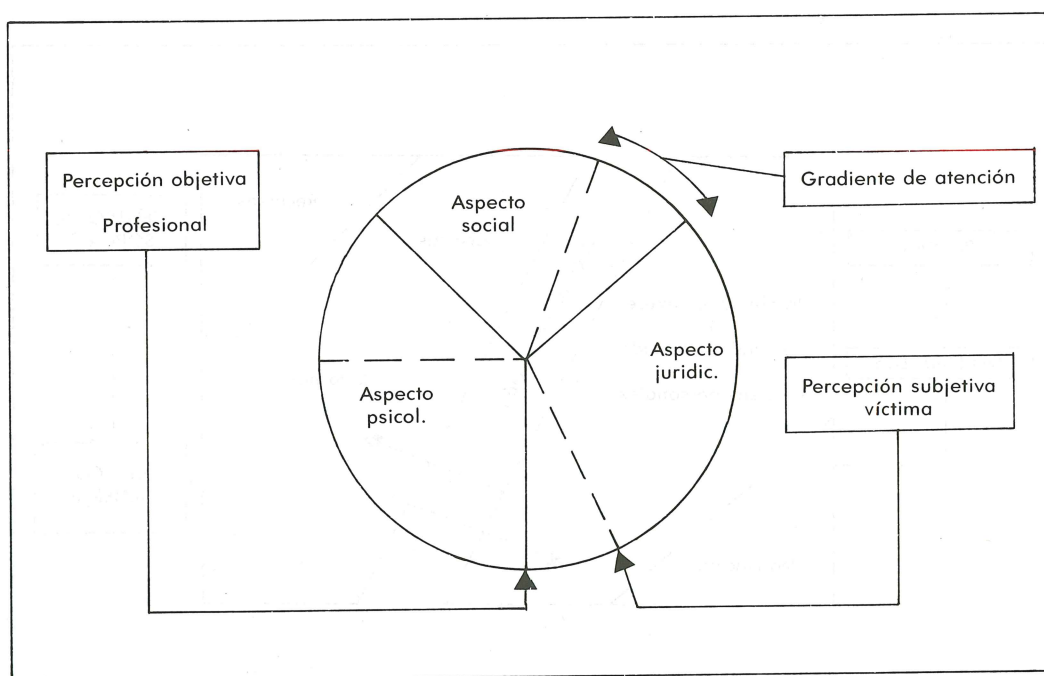 Percepción objetiva
Profesional
Aspecto
social
Gradiente de atención
Aspecto
juridic.
Aspecto
psicol.
Percepción subjetiva
víctima